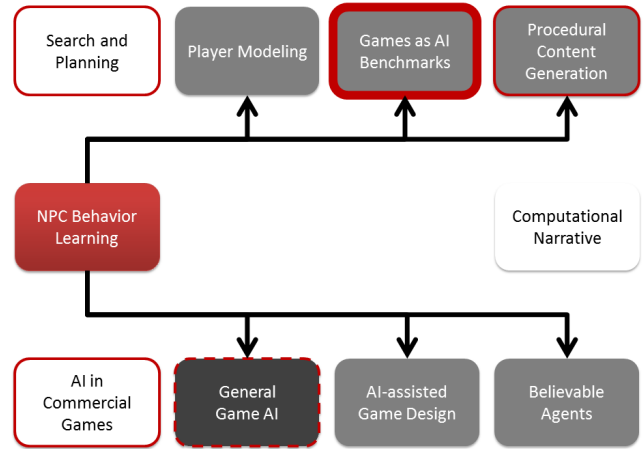 Search and
Planning
Player Modeling
Games as AI
Benchmarks
Procedural
Content
Generation
NPC Behavior
Learning
Computational
Narrative
AI in
Commercial
Games
General
Game AI
AI-assisted
Game Design
Believable
Agents